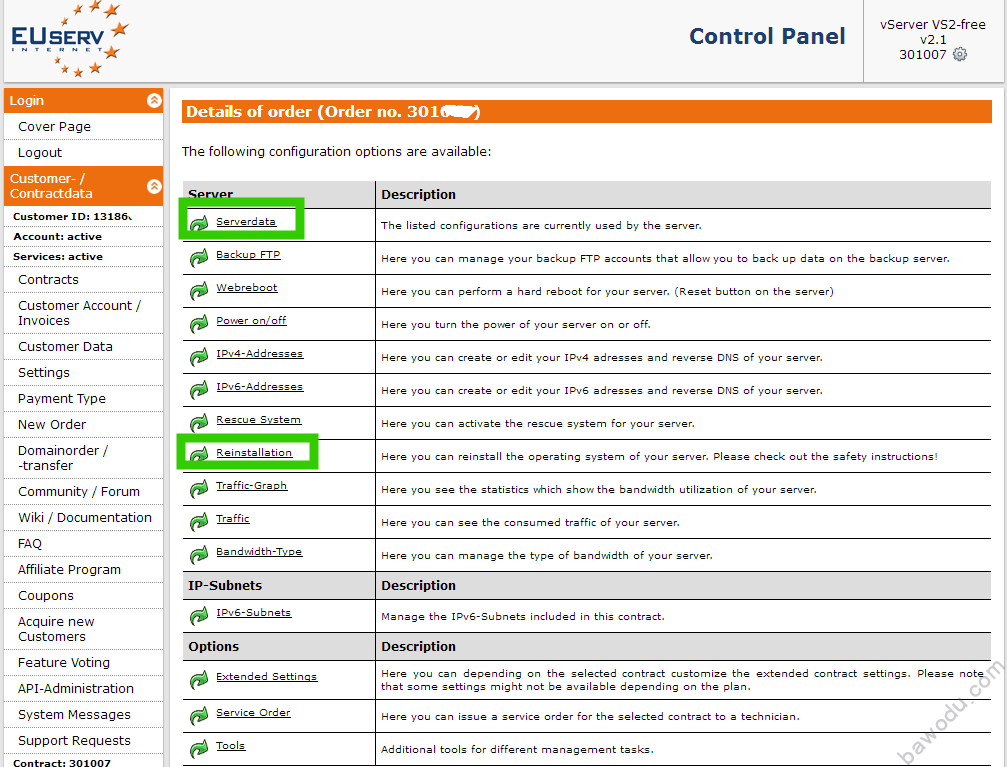 EUserv
INTERNET
Control Panel
vServer VS2-free
v2.1
301007
Login
Cover Page
Logout
Customer- /
Contractdata
Customer ID: 13186
Account: active
Services: active
Contracts
Customer Account /
Invoices
Customer Data
Settings
Payment Type
New Order
Domainorder /
-transfer
Community / Forum
Wiki / Documentation
FAQ
Affiliate Program
Coupons
Acquire new
Customers
Feature Voting
API-Administration
System Messages
Support Requests
Contract: 301007
Details of order (Order no. 301 )
The following configuration options are available:
Server Description
Serverdata The listed configurations are currently used by the server.
Backup FTP Here you can manage your backup FTP accounts that allow you to back up data on the backup server.
Webreboot Here you can perform a hard reboot for your server. (Reset button on the server)
Power on/off Here you turn the power of your server on or off.
IPv4-Addresses Here you can create or edit your IPv4 adresses and reverse DNS of your server.
IPv6-Addresses Here you can create or edit your IPv6 adresses and reverse DNS of your server.
Rescue System Here you can activate the rescue system for your server.
Reinstallation Here you can reinstall the operating system of your server. Please check out the safety instructions!
Traffic-Graph Here you see the statistics which show the bandwidth utilization of your server.
Traffic Here you can see the consumed traffic of your server.
Bandwidth-Type Here you can manage the type of bandwidth of your server.
IP-Subnets Description
IPv6-Subnets Manage the IPv6-Subnets included in this contract.
Options Description
Extended Settings Here you can depending on the selected contract customize the extended contract settings. Please note
that some settings might not be available depending on the plan.
Service Order Here you can issue a service order for the selected contract to a technician.
Tools Additional tools for different management tasks.
bawodu.com